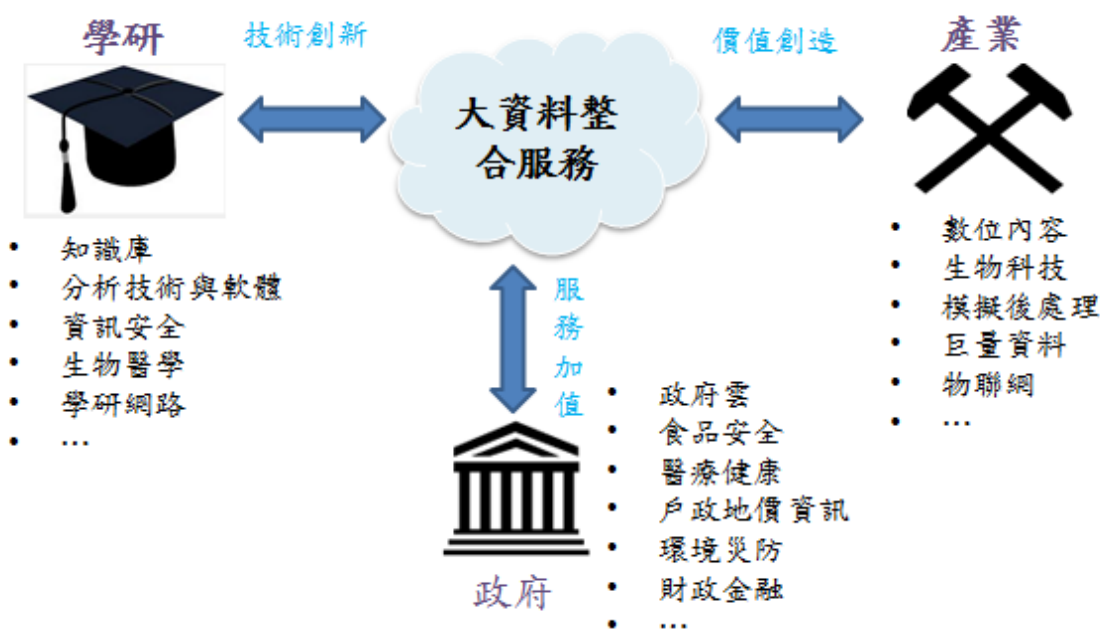 學研
技術創新
大資料整
合服務
價值創造
產業
• 知識庫
• 分析技術與軟體
• 資訊安全
• 生物醫學
• 學研網路
• …
服
務
加
值
• 數位內容
• 生物科技
• 模擬後處理
• 巨量資料
• 物聯網
• …
政府
• 政府雲
• 食品安全
• 醫療健康
• 戶政地價資訊
• 環境災防
• 財政金融
• …